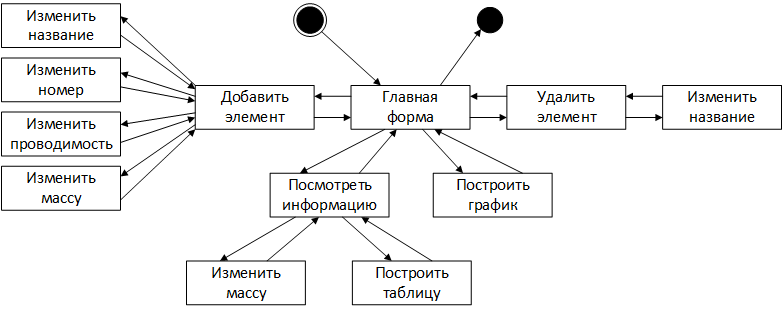 Изменить
название
Изменить
номер
Изменить
проводимость
Изменить
массу
Добавить
элемент
Главная
форма
Удалить
элемент
Изменить
название
Посмотреть
информацию
Построить
график
Изменить
массу
Построить
таблицу